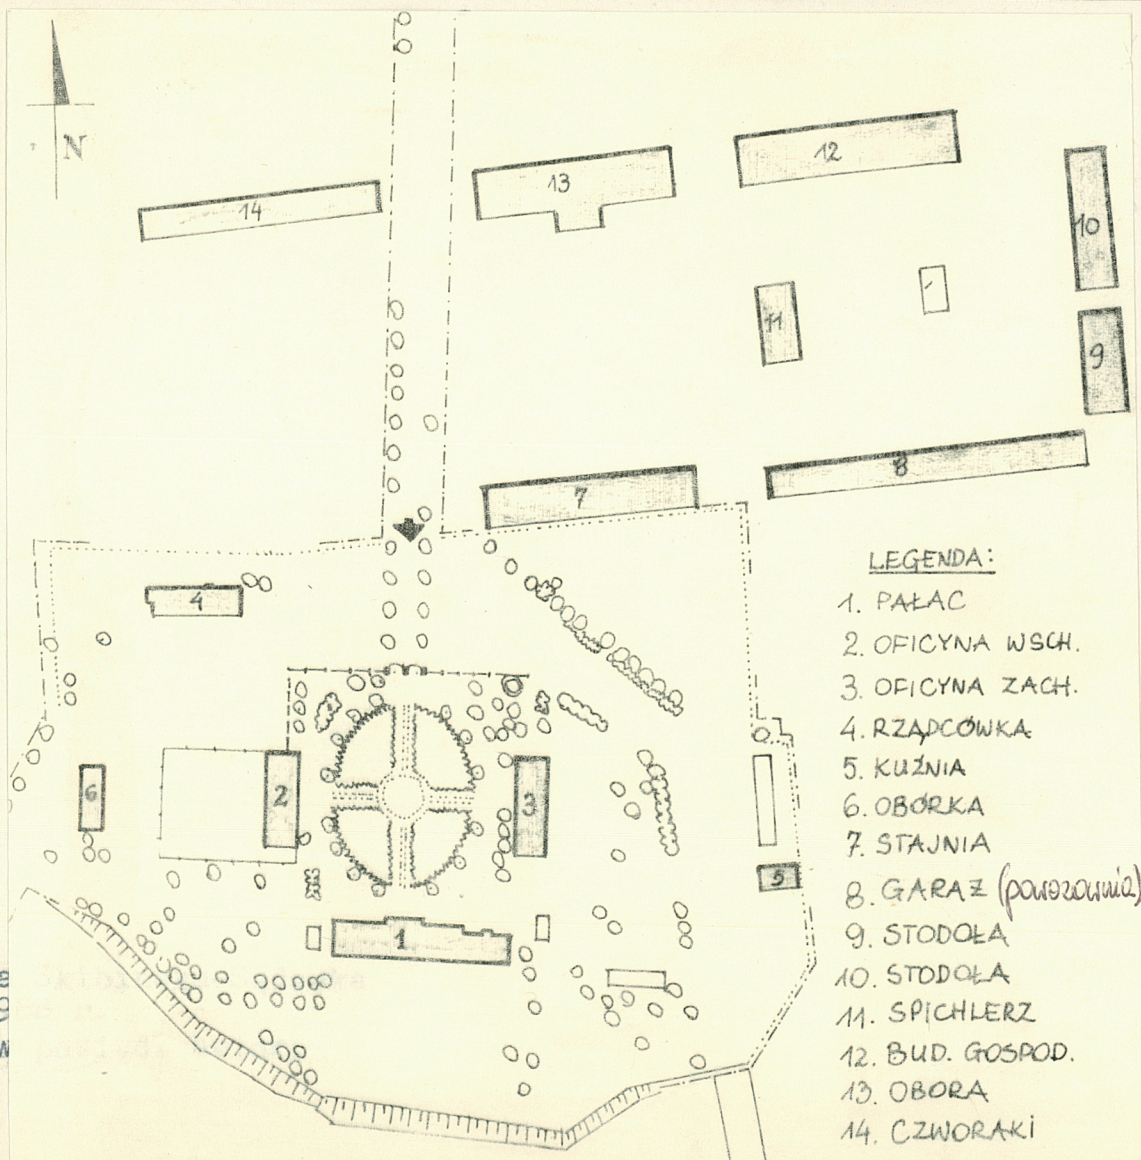 N
14
13
12
10
11
9
8
7
4
6
2
3
5
1
LEGENDA:
1. PAŁAC
2. OFICYNA WSCH.
3. OFICYNA ZACH.
4. RZĄDCÓWKA
5. KUŹNIA
6. OBÓRKA
7. STAJNIA
8. GARAŻ (powozownia)
9. STODOŁA
10. STODOŁA
11. SPICHLERZ
12. BUD. GOSPOD.
13. OBORA
14. CZWORAKI